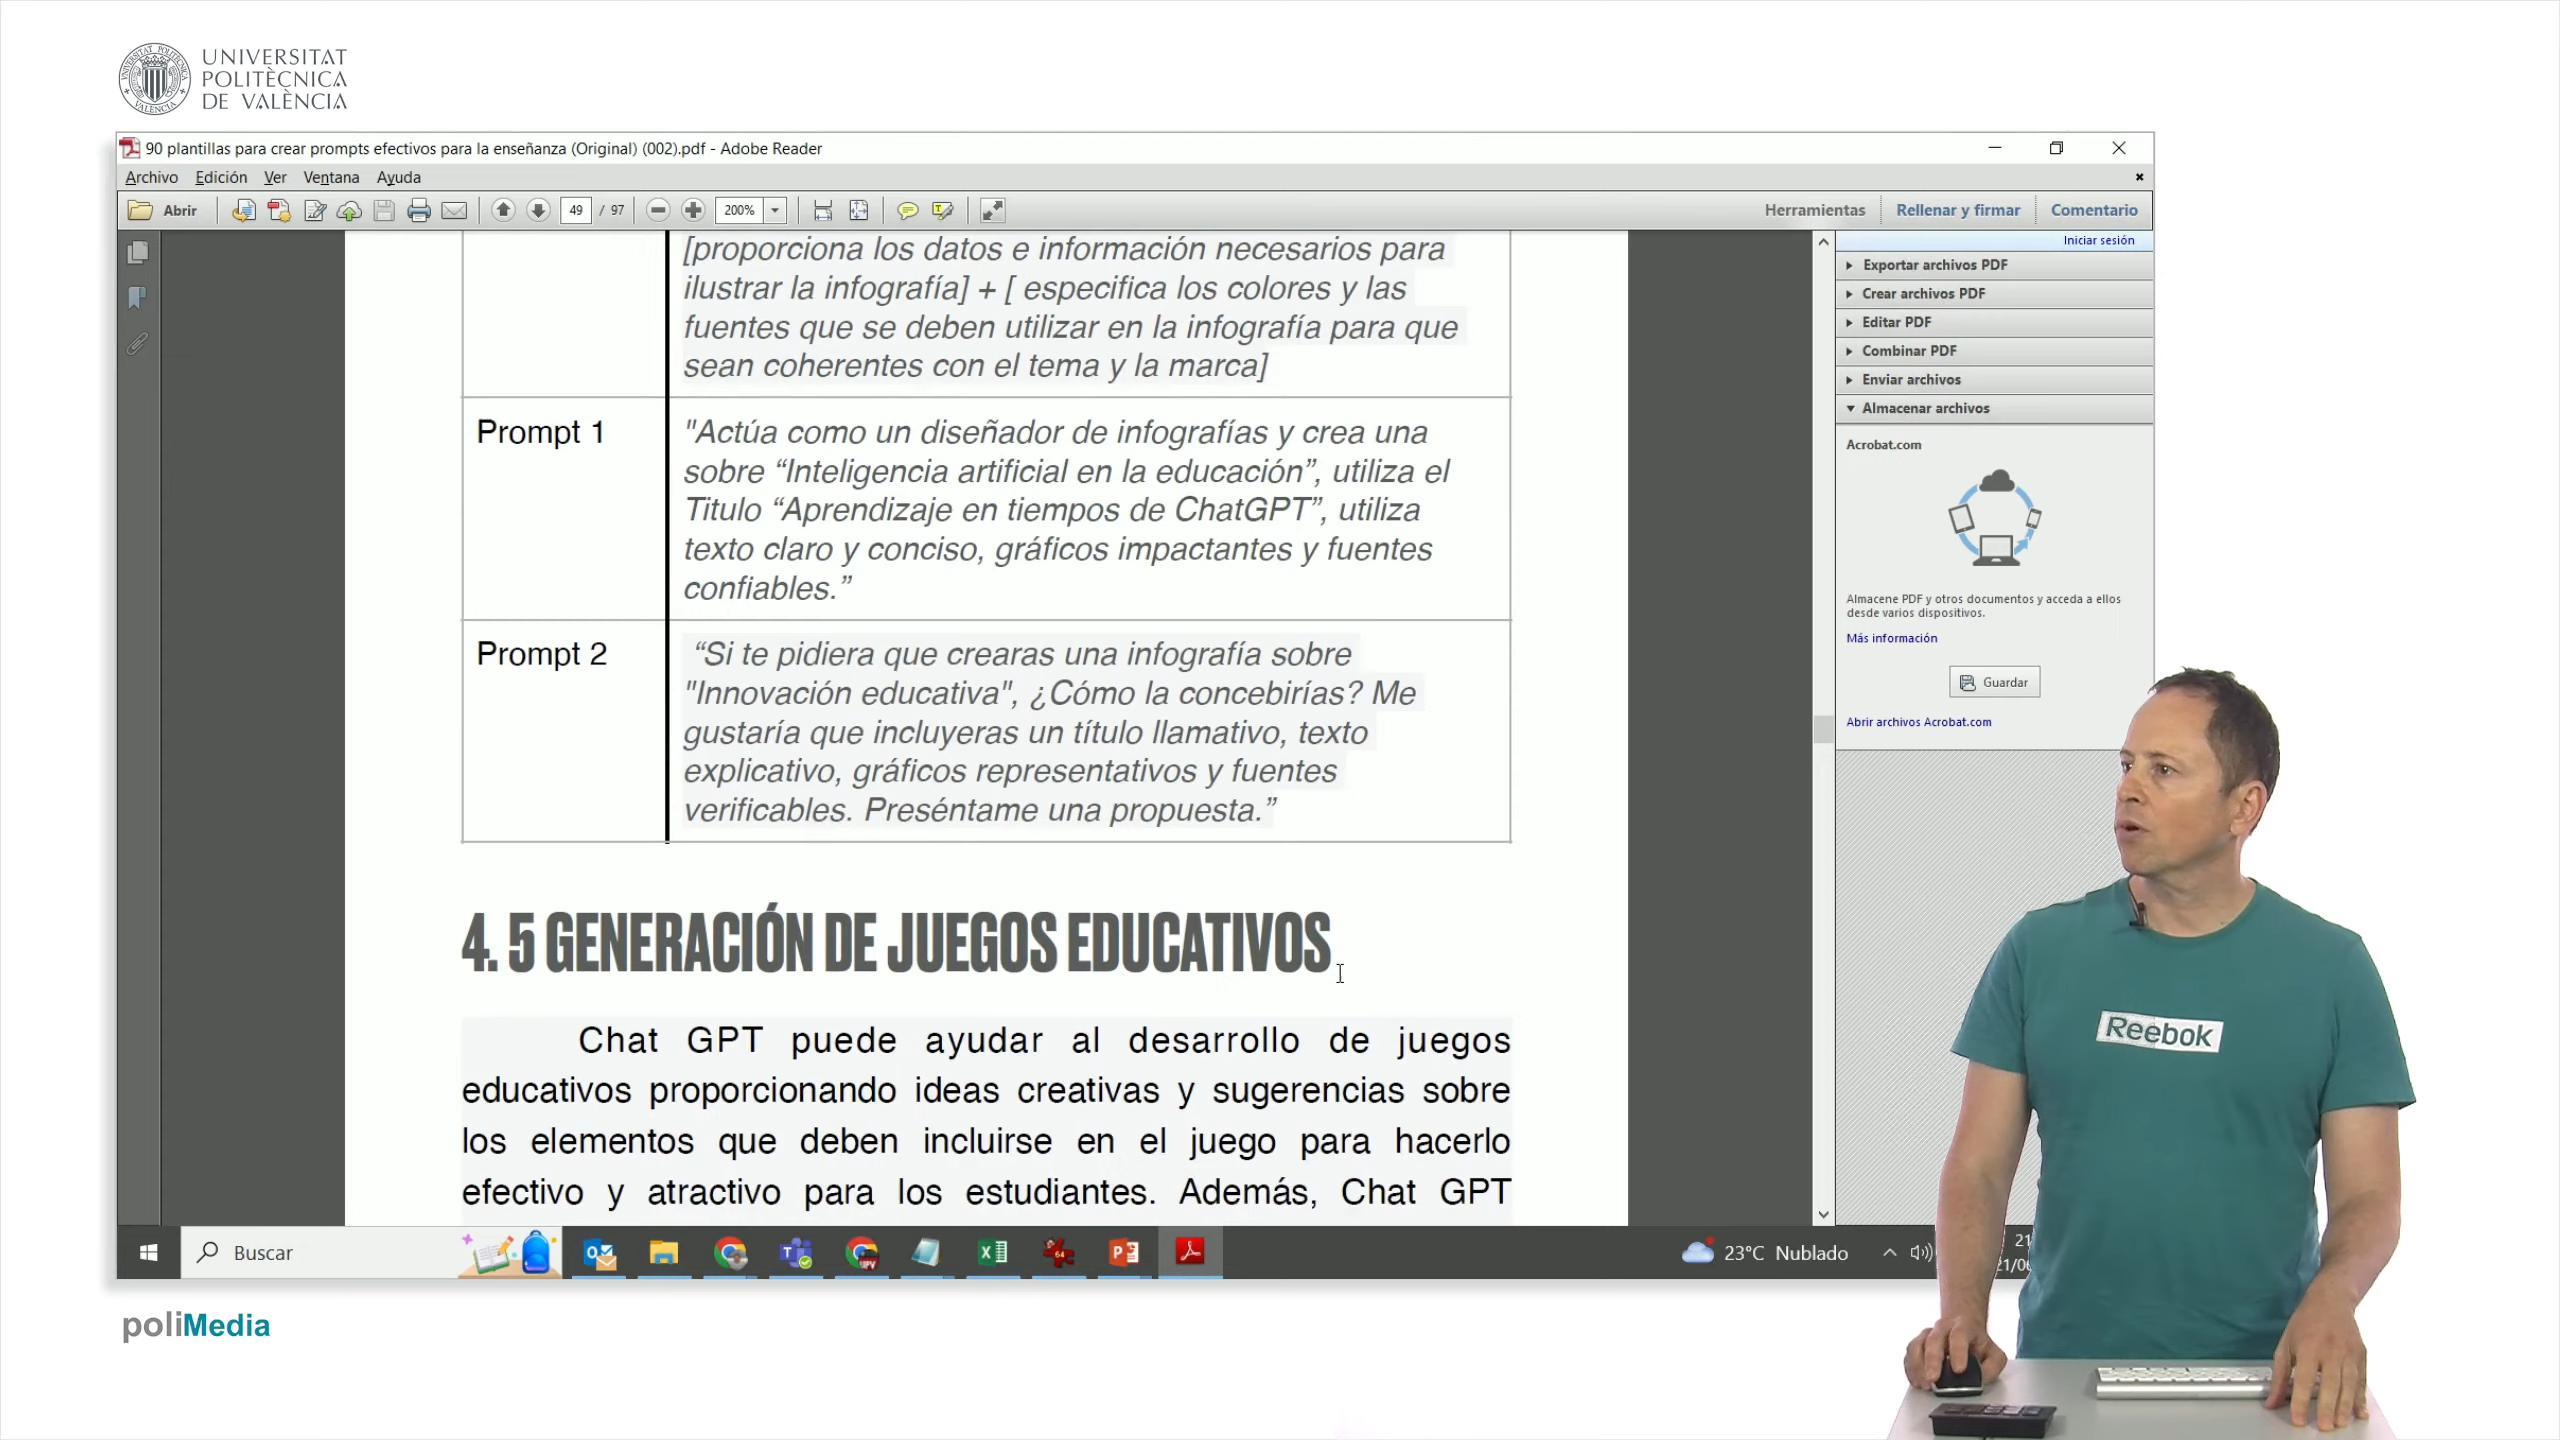 UNIVERSITAT
POLITÈCNICA
DE VALÈNCIA
90 plantillas para crear prompts efectivos para la enseñanza (Original) (002).pdf - Adobe Reader
Archivo Edición Ver Ventana Ayuda
Abrir 49 / 97 200% Herramientas Rellenar y firmar Comentario
Iniciar sesión
Exportar archivos PDF
Crear archivos PDF
Editar PDF
Combinar PDF
Enviar archivos
Almacenar archivos
Acrobat.com
Almacene PDF y otros documentos y acceda a ellos
desde varios dispositivos.
Más información
Guardar
Abrir archivos Acrobat.com
[proporciona los datos e información necesarios para
ilustrar la infografía] + [ especifica los colores y las
fuentes que se deben utilizar en la infografía para que
sean coherentes con el tema y la marca]
Prompt 1
"Actúa como un diseñador de infografías y crea una
sobre “Inteligencia artificial en la educación”, utiliza el
Titulo “Aprendizaje en tiempos de ChatGPT”, utiliza
texto claro y conciso, gráficos impactantes y fuentes
confiables.”
Prompt 2
“Si te pidiera que crearas una infografía sobre
"Innovación educativa", ¿Cómo la concebirías? Me
gustaría que incluyeras un título llamativo, texto
explicativo, gráficos representativos y fuentes
verificables. Preséntame una propuesta.”
4. 5 GENERACIÓN DE JUEGOS EDUCATIVOS
Chat GPT puede ayudar al desarrollo de juegos
educativos proporcionando ideas creativas y sugerencias sobre
los elementos que deben incluirse en el juego para hacerlo
efectivo y atractivo para los estudiantes. Además, Chat GPT
Reebok
Buscar
23°C Nublado
poliMedia